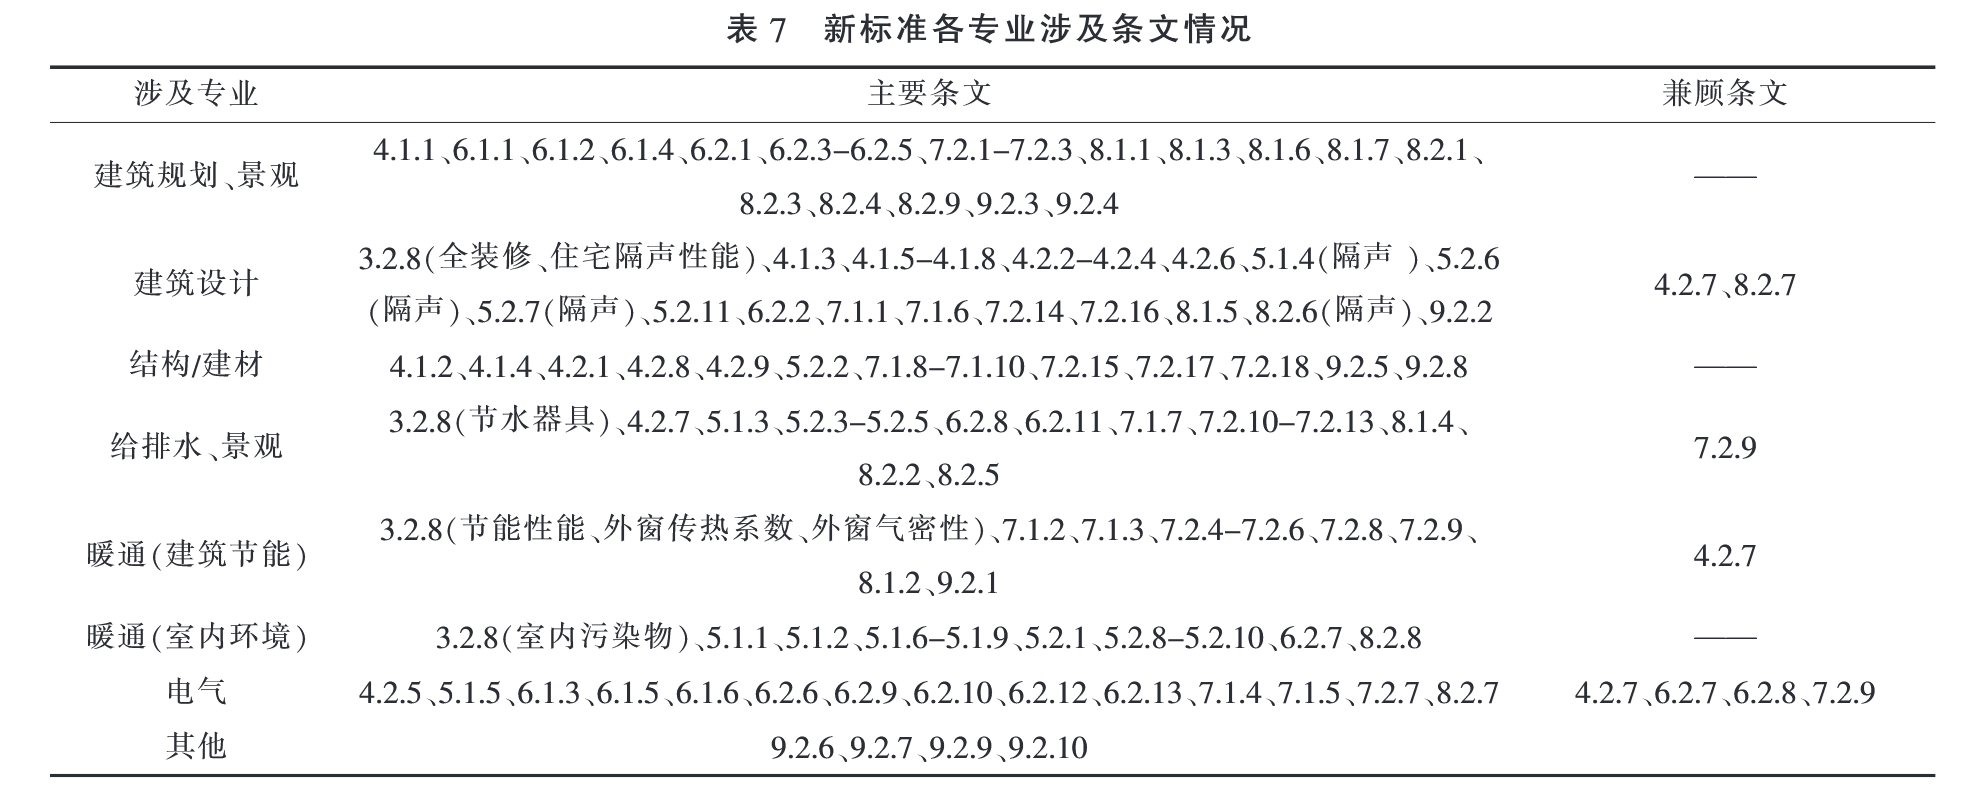 表 7 新标准各专业涉及条文情况
涉及专业 主要条文 兼顾条文
4.1.1、6.1.1、6.1.2、6.1.4、6.2.1、6.2.3-6.2.5、7.2.1-7.2.3、8.1.1、8.1.3、8.1.6、8.1.7、8.2.1、
建筑规划、景观 ——
8.2.3、8.2.4、8.2.9、9.2.3、9.2.4
3.2.8(全装修、住宅隔声性能)、4.1.3、4.1.5-4.1.8、4.2.2-4.2.4、4.2.6、5.1.4(隔声 )、5.2.6
建筑设计 4.2.7、8.2.7
(隔声)、5.2.7(隔声)、5.2.11、6.2.2、7.1.1、7.1.6、7.2.14、7.2.16、8.1.5、8.2.6(隔声)、9.2.2
结构/建材 4.1.2、4.1.4、4.2.1、4.2.8、4.2.9、5.2.2、7.1.8-7.1.10、7.2.15、7.2.17、7.2.18、9.2.5、9.2.8 ——
3.2.8(节水器具)、4.2.7、5.1.3、5.2.3-5.2.5、6.2.8、6.2.11、7.1.7、7.2.10-7.2.13、8.1.4、
给排水、景观 7.2.9
8.2.2、8.2.5
3.2.8(节能性能、外窗传热系数、外窗气密性)、7.1.2、7.1.3、7.2.4-7.2.6、7.2.8、7.2.9、
暖通(建筑节能) 4.2.7
8.1.2、9.2.1
暖通(室内环境) 3.2.8(室内污染物)、5.1.1、5.1.2、5.1.6-5.1.9、5.2.1、5.2.8-5.2.10、6.2.7、8.2.8 ——
电气 4.2.5、5.1.5、6.1.3、6.1.5、6.1.6、6.2.6、6.2.9、6.2.10、6.2.12、6.2.13、7.1.4、7.1.5、7.2.7、8.2.7 4.2.7、6.2.7、6.2.8、7.2.9
其他 9.2.6、9.2.7、9.2.9、9.2.10